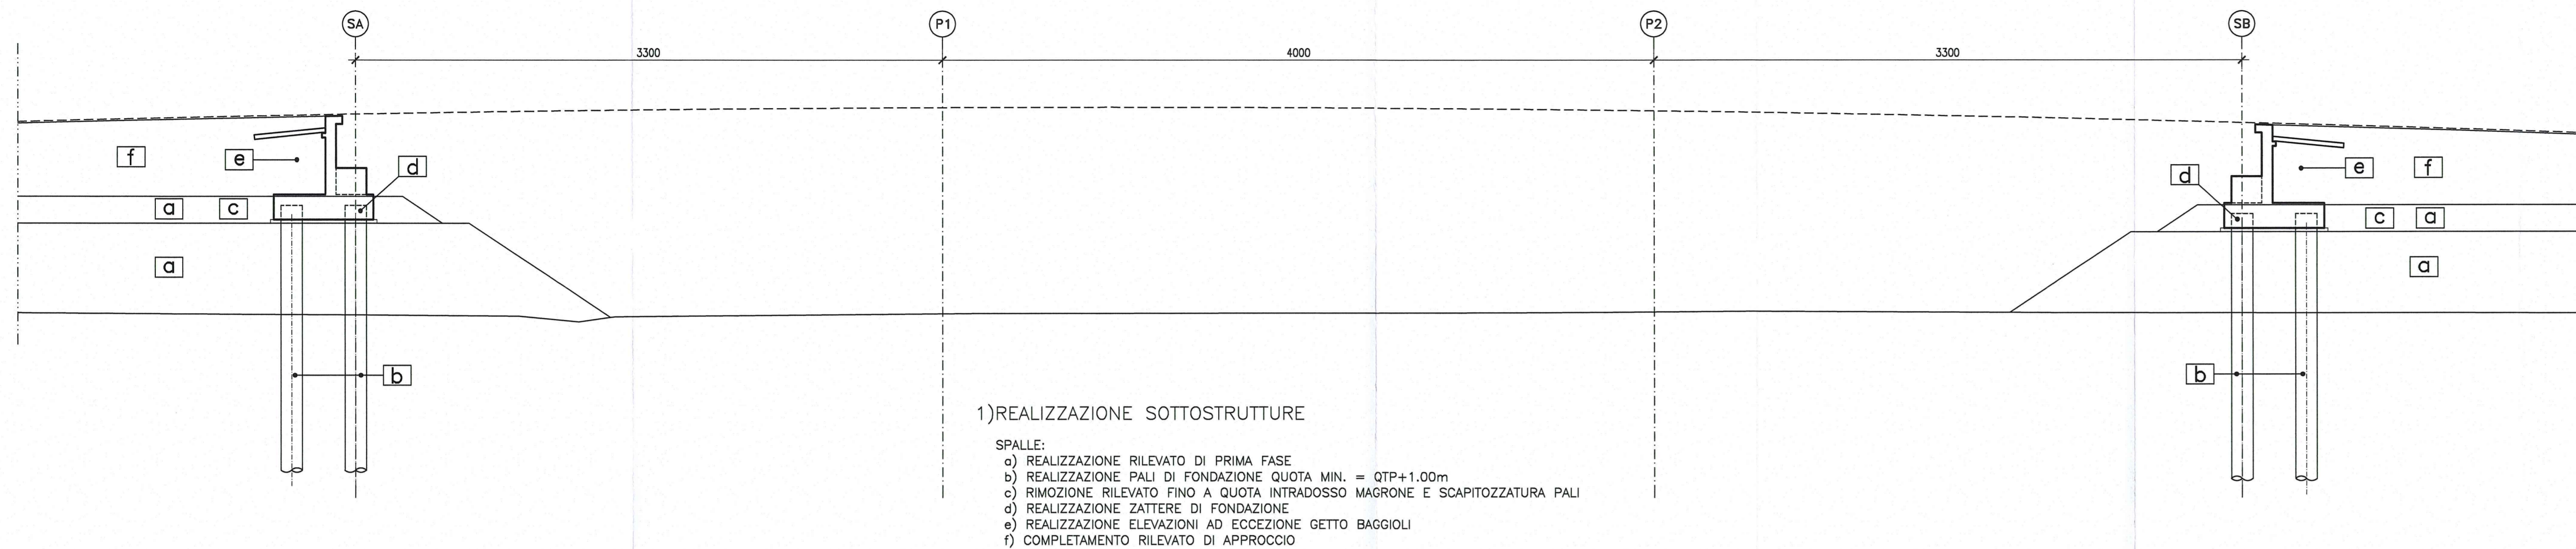 SA P1 P2 SB
3300 4000 3300
f e d d e f
a c c a
a a
b b
1)REALIZZAZIONE SOTTOSTRUTTURE
SPALLE:
a) REALIZZAZIONE RILEVATO DI PRIMA FASE
b) REALIZZAZIONE PALI DI FONDAZIONE QUOTA MIN. = QTP+1.00m
c) RIMOZIONE RILEVATO FINO A QUOTA INTRADOSSO MAGRONE E SCAPITOZZATURA PALI
d) REALIZZAZIONE ZATTERE DI FONDAZIONE
e) REALIZZAZIONE ELEVAZIONI AD ECCEZIONE GETTO BAGGIOLI
f) COMPLETAMENTO RILEVATO DI APPROCCIO